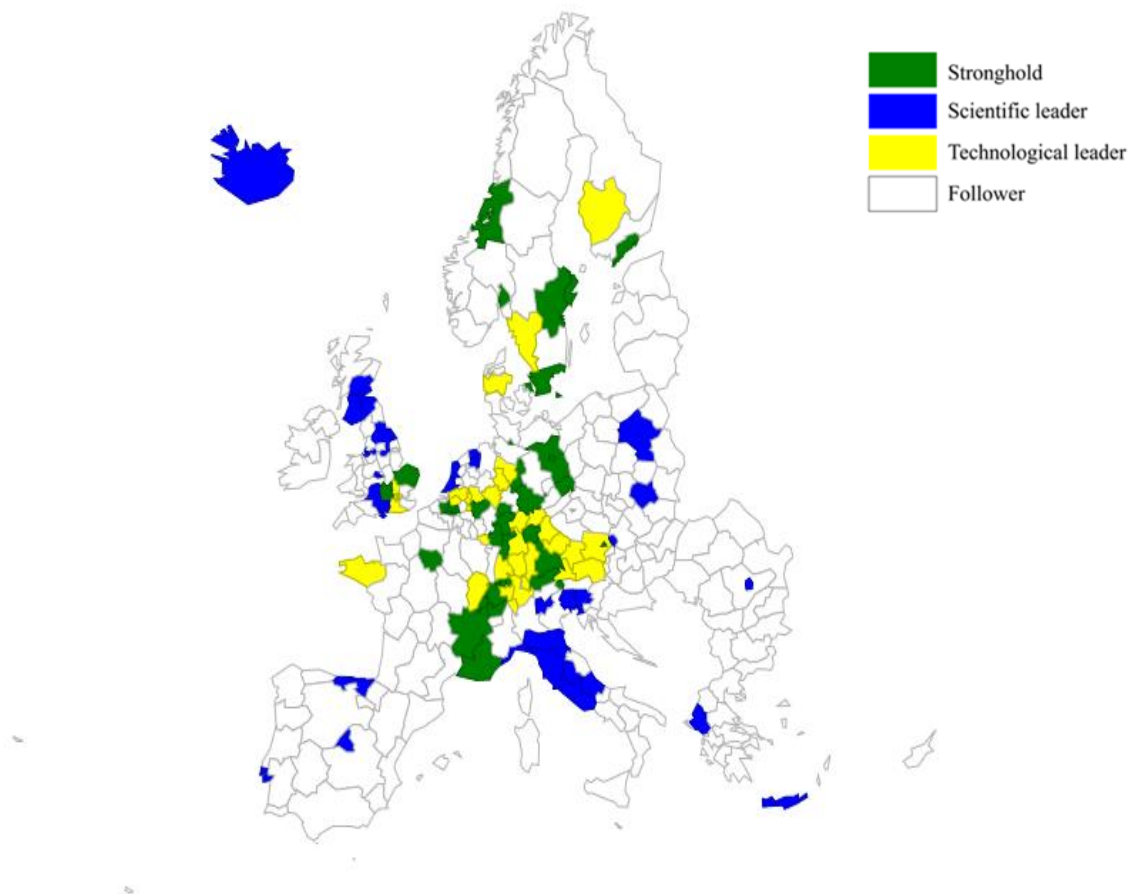 Stronghold
Scientific leader
Technological leader
Follower